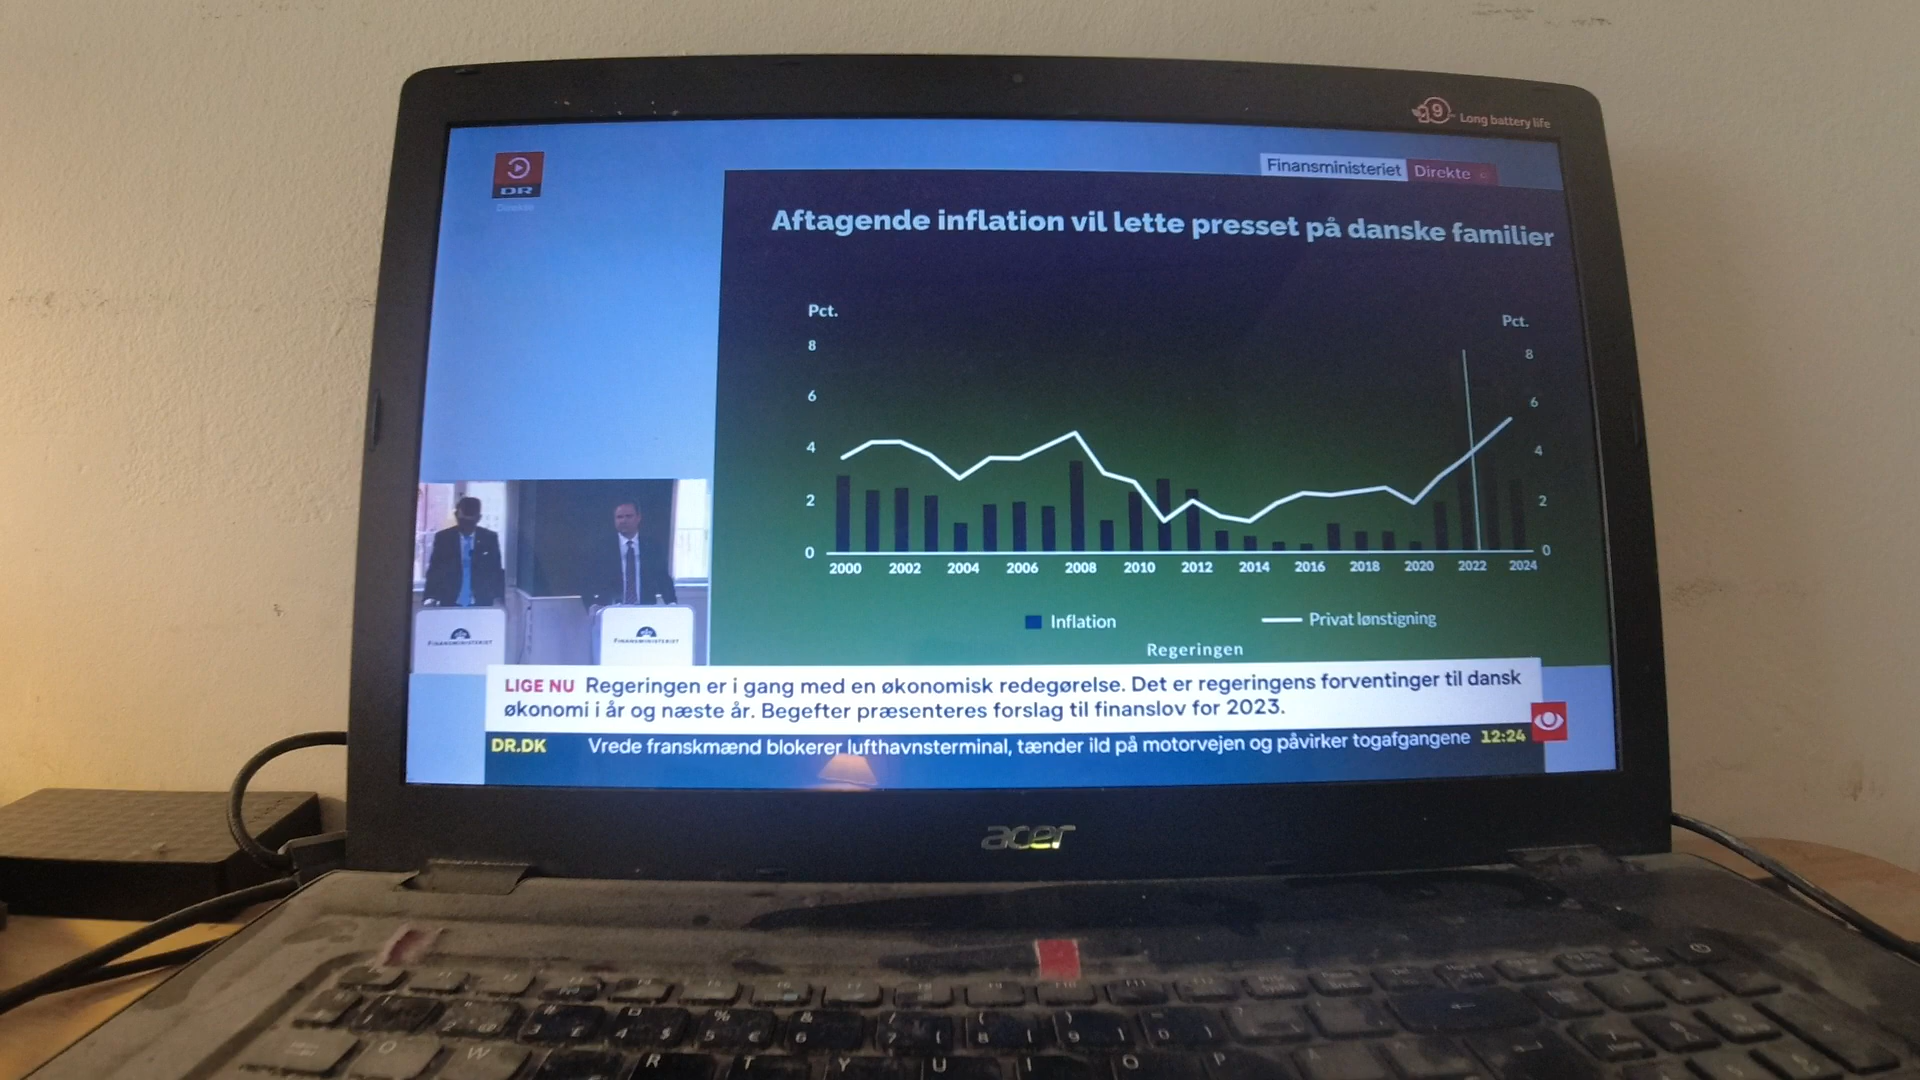 9 Long battery life
DR
Direkte
Finansministeriet Direkte
Aftagende inflation vil lette presset på danske familier
Pct.
Pct.
8
8
6
6
4
4
2
2
0
0
2000 2002 2004 2006 2008 2010 2012 2014 2016 2018 2020 2022 2024
Inflation
Privat lønstigning
Regeringen
FINANSMINISTERIET
FINANSMINISTERIET
LIGE NU Regeringen er i gang med en økonomisk redegørelse. Det er regeringens forventinger til dansk
økonomi i år og næste år. Begefter præsenteres forslag til finanslov for 2023.
DR.DK Vrede franskmænd blokerer lufthavnsterminal, tænder ild på motorvejen og påvirker togafgangene 12:24
acer
Q W R T Y U I O P